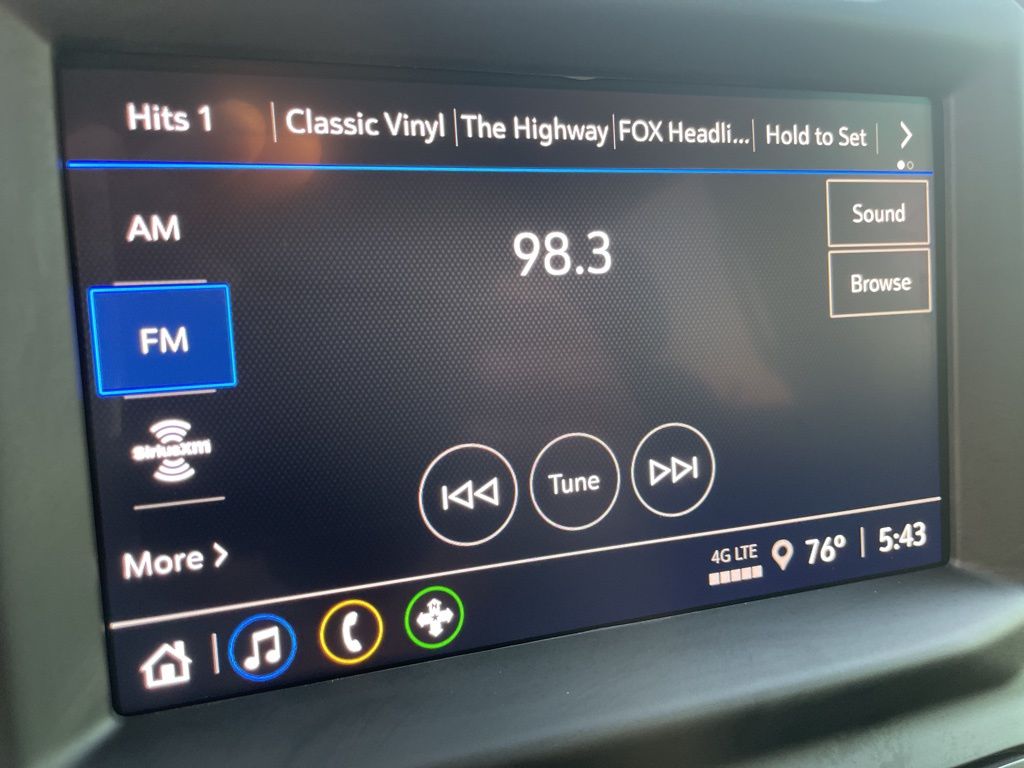 Hits 1 Classic Vinyl The Highway FOX Headli... Hold to Set
AM
98.3
Sound
Browse
FM
SiriusXM
Tune
More
4G LTE 76° 5:43
N